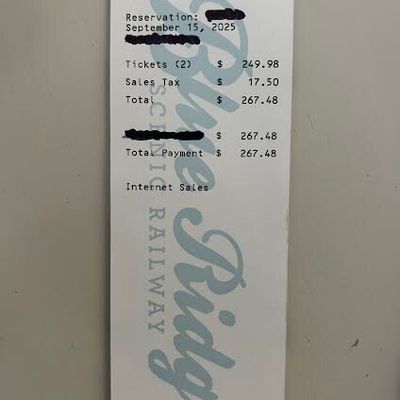 Reservation:
September 15, 2025
Tickets (2) $ 249.98
Sales Tax $ 17.50
Total $ 267.48
$ 267.48
Total Payment $ 267.48
Internet Sales
Blue Ridg
SCENIC RAILWAY